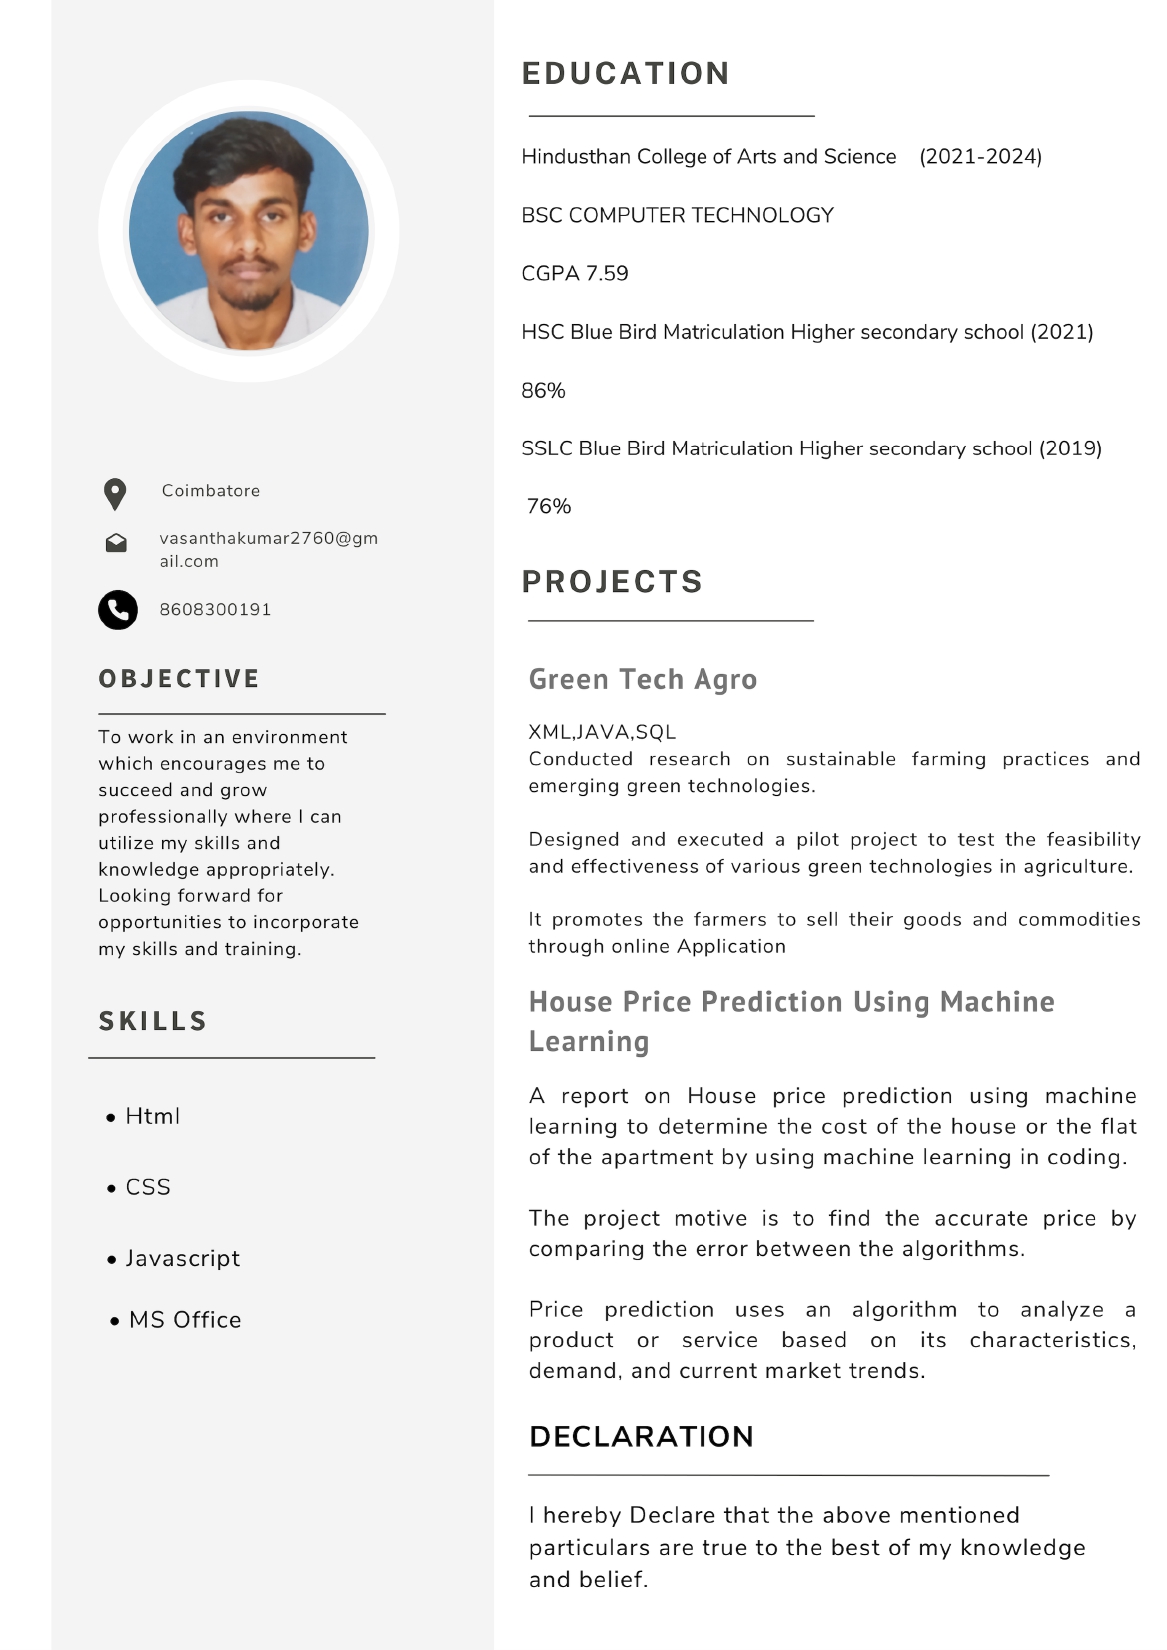 Coimbatore
vasanthakumar2760@gm
ail.com
8608300191
OBJECTIVE
To work in an environment
which encourages me to
succeed and grow
professionally where I can
utilize my skills and
knowledge appropriately.
Looking forward for
opportunities to incorporate
my skills and training.
SKILLS
• Html
• CSS
• Javascript
• MS Office
EDUCATION
Hindusthan College of Arts and Science (2021-2024)
BSC COMPUTER TECHNOLOGY
CGPA 7.59
HSC Blue Bird Matriculation Higher secondary school (2021)
86%
SSLC Blue Bird Matriculation Higher secondary school (2019)
76%
PROJECTS
Green Tech Agro
XML,JAVA,SQL
Conducted research on sustainable farming practices and
emerging green technologies.
Designed and executed a pilot project to test the feasibility
and effectiveness of various green technologies in agriculture.
It promotes the farmers to sell their goods and commodities
through online Application
House Price Prediction Using Machine
Learning
A report on House price prediction using machine
learning to determine the cost of the house or the flat
of the apartment by using machine learning in coding.
The project motive is to find the accurate price by
comparing the error between the algorithms.
Price prediction uses an algorithm to analyze a
product or service based on its characteristics,
demand, and current market trends.
DECLARATION
I hereby Declare that the above mentioned
particulars are true to the best of my knowledge
and belief.